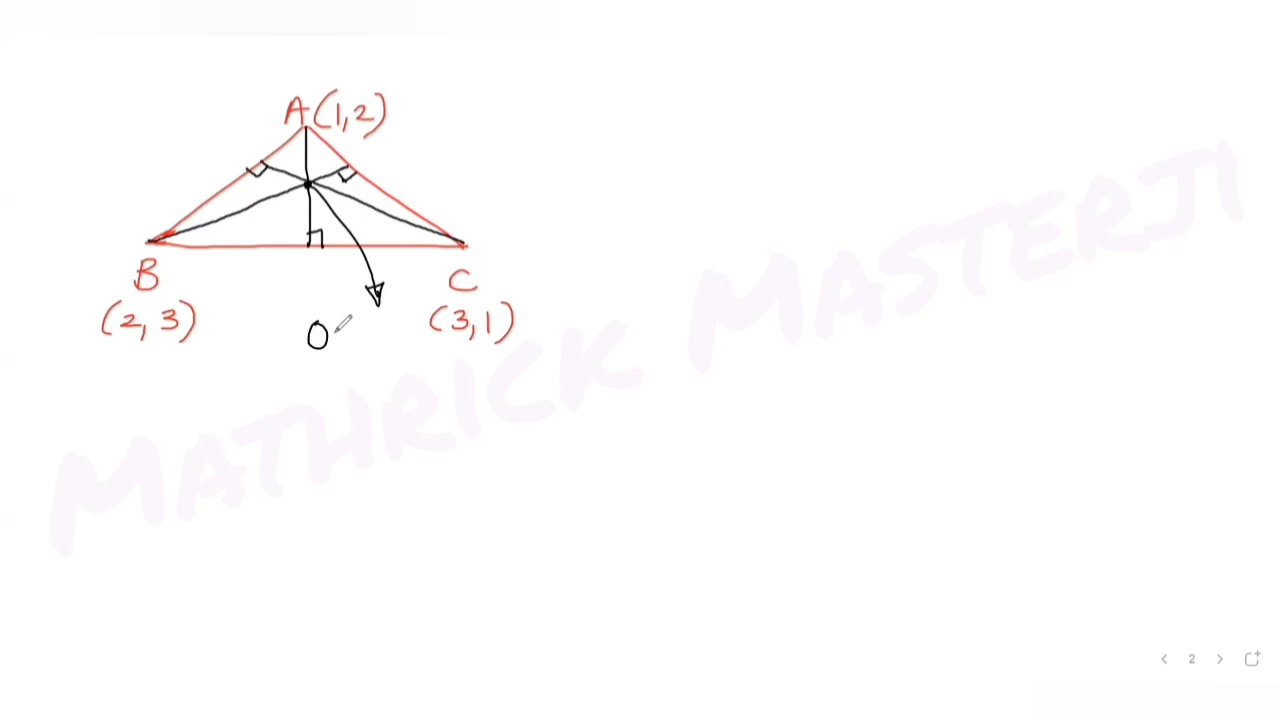 A(1,2)
B
C
(2, 3)
(3,1)
O
MATHRICK MASTERJI
2